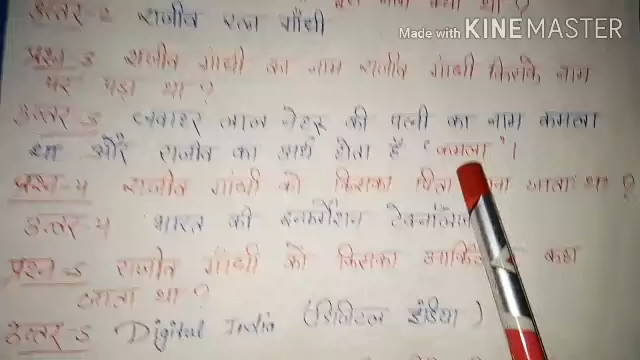 Made with KINEMASTER
उत्तर-2 राजीव रत्न गाँधी
प्रश्न-3 राजीव गांधी का नाम राजीव गांधी किसके नाम
पर पड़ा था ?
उत्तर-3 जवाहर लाल नेहरू की पत्नी का नाम कमला
था और राजीव का अर्थ होता है "कमला"।
प्रश्न-4 राजीव गांधी को किसका पिता जाता था ?
उत्तर-4 भारत की इनफॉर्मेशन
प्रश्न-5 राजीव गांधी को किसका कहा
जाता था ?
उत्तर-5 Digital India (डिजिटल इंडिया)